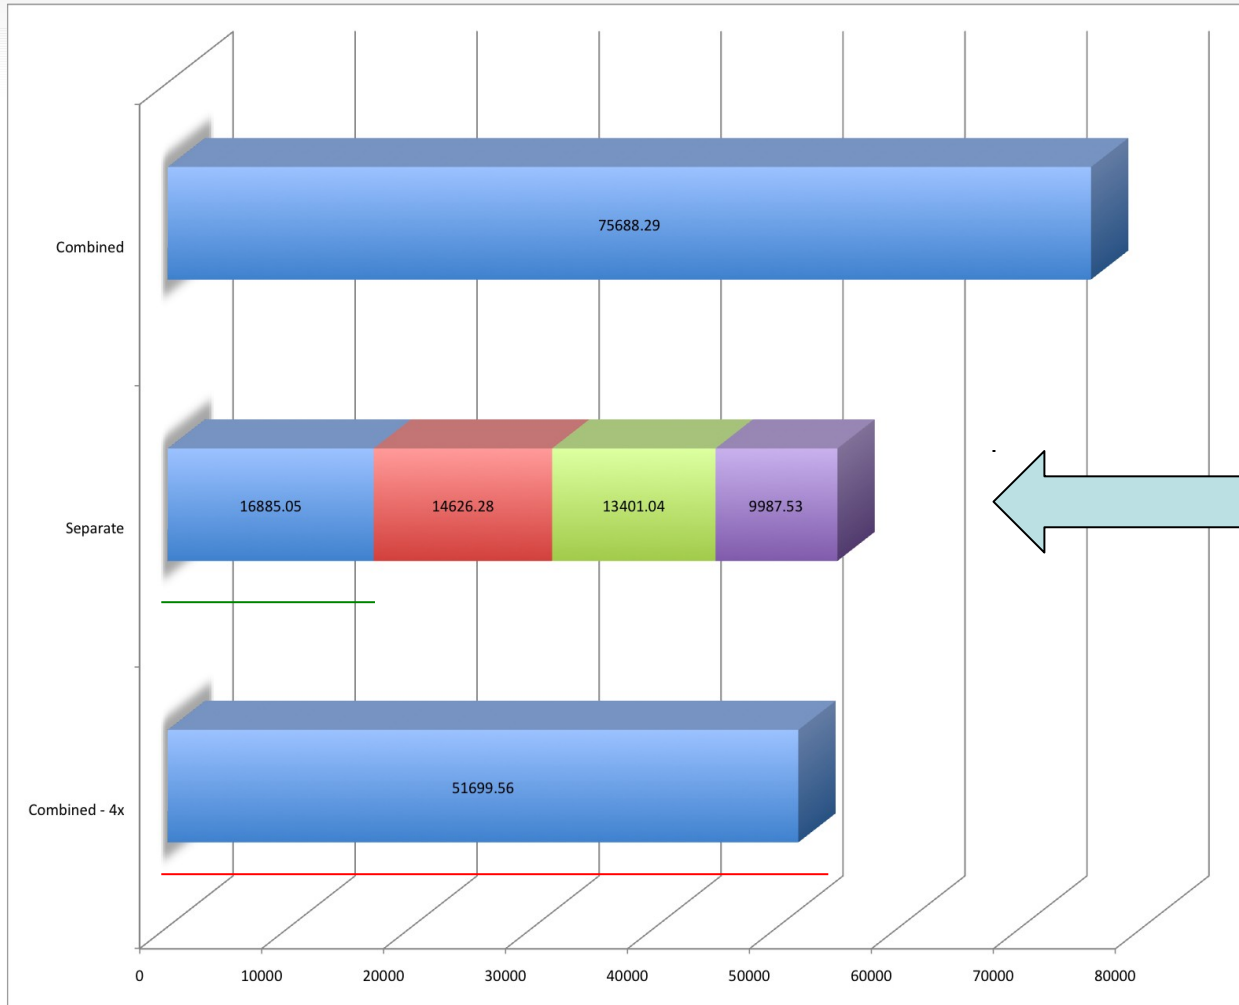 Combined
75688.29
Separate
16885.05 14626.28 13401.04 9987.53
Combined - 4x
51699.56
0 10000 20000 30000 40000 50000 60000 70000 80000